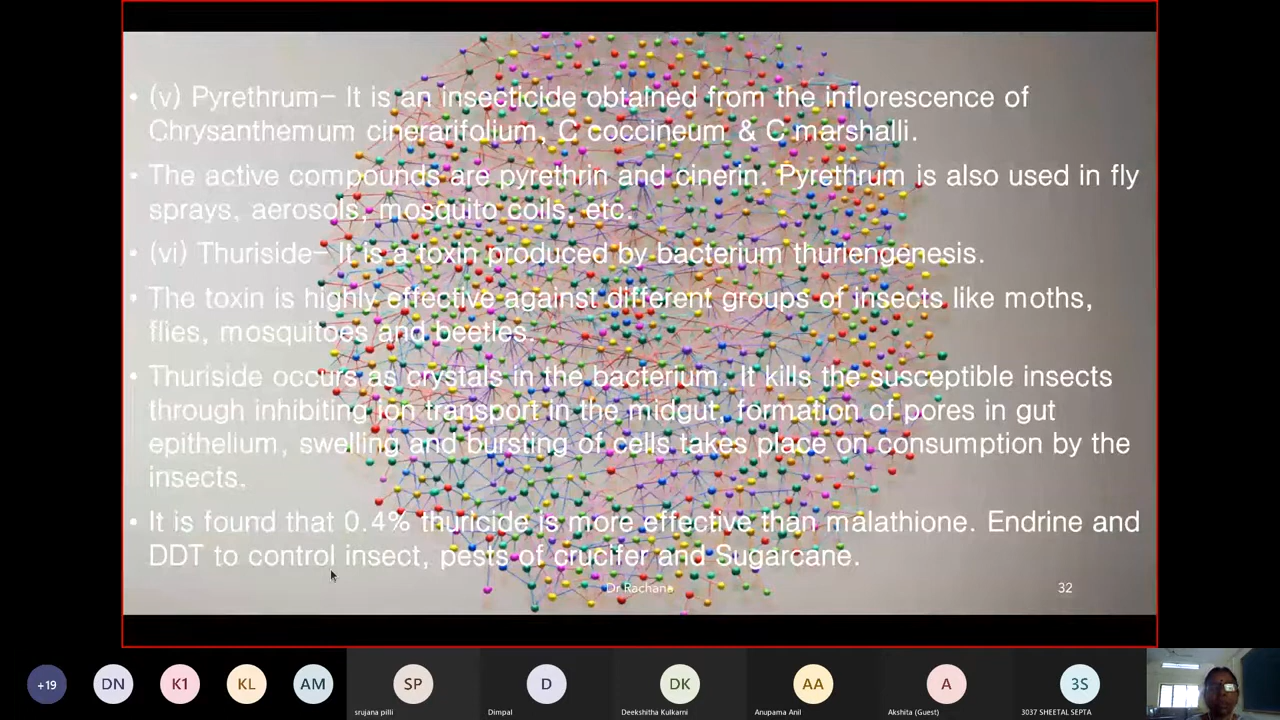 • (v) Pyrethrum– It is an insecticide obtained from the inflorescence of
Chrysanthemum cinerarifolium, C coccineum & C marshalli.
• The active compounds are pyrethrin and cinerin. Pyrethrum is also used in fly
sprays, aerosols, mosquito coils, etc.
• (vi) Thuriside– It is a toxin produced by bacterium thuriengenesis.
• The toxin is highly effective against different groups of insects like moths,
flies, mosquitoes and beetles.
• Thuriside occurs as crystals in the bacterium. It kills the susceptible insects
through inhibiting ion transport in the midgut, formation of pores in gut
epithelium, swelling and bursting of cells takes place on consumption by the
insects.
• It is found that 0.4% thuricide is more effective than malathione. Endrine and
DDT to control insect, pests of crucifer and Sugarcane.
Dr Rachana
32
+19
DN
K1
KL
AM
SP
D
DK
AA
A
3S
srujana pilli
Dimpal
Deekshitha Kulkarni
Anupama Anil
Akshita (Guest)
3037 SHEETAL SEPTA